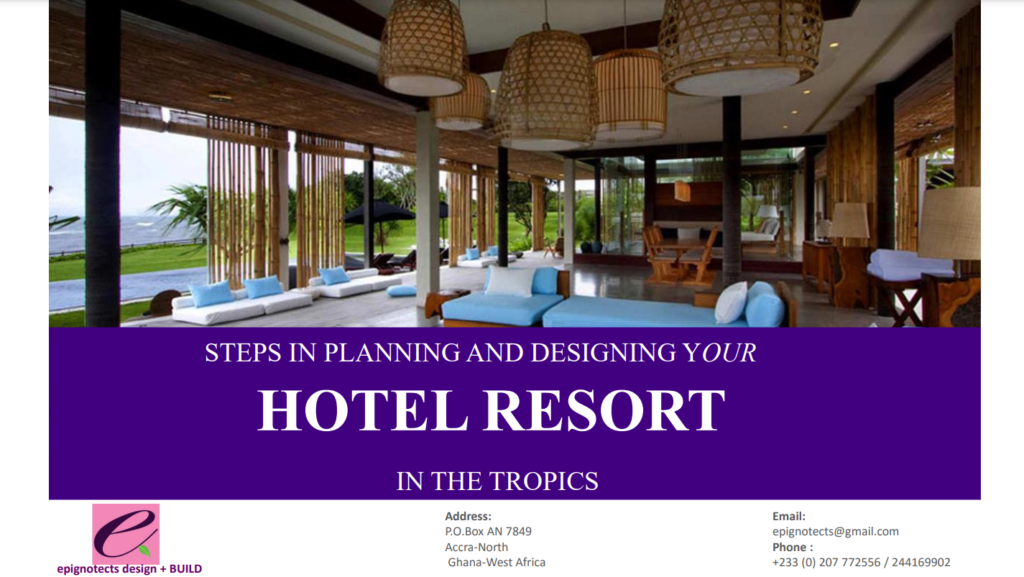 STEPS IN PLANNING AND DESIGNING YOUR
HOTEL RESORT
IN THE TROPICS
e
epignotects design + BUILD
Address:
P.O.Box AN 7849
Accra-North
Ghana-West Africa
Email:
epignotects@gmail.com
Phone :
+233 (0) 207 772556 / 244169902